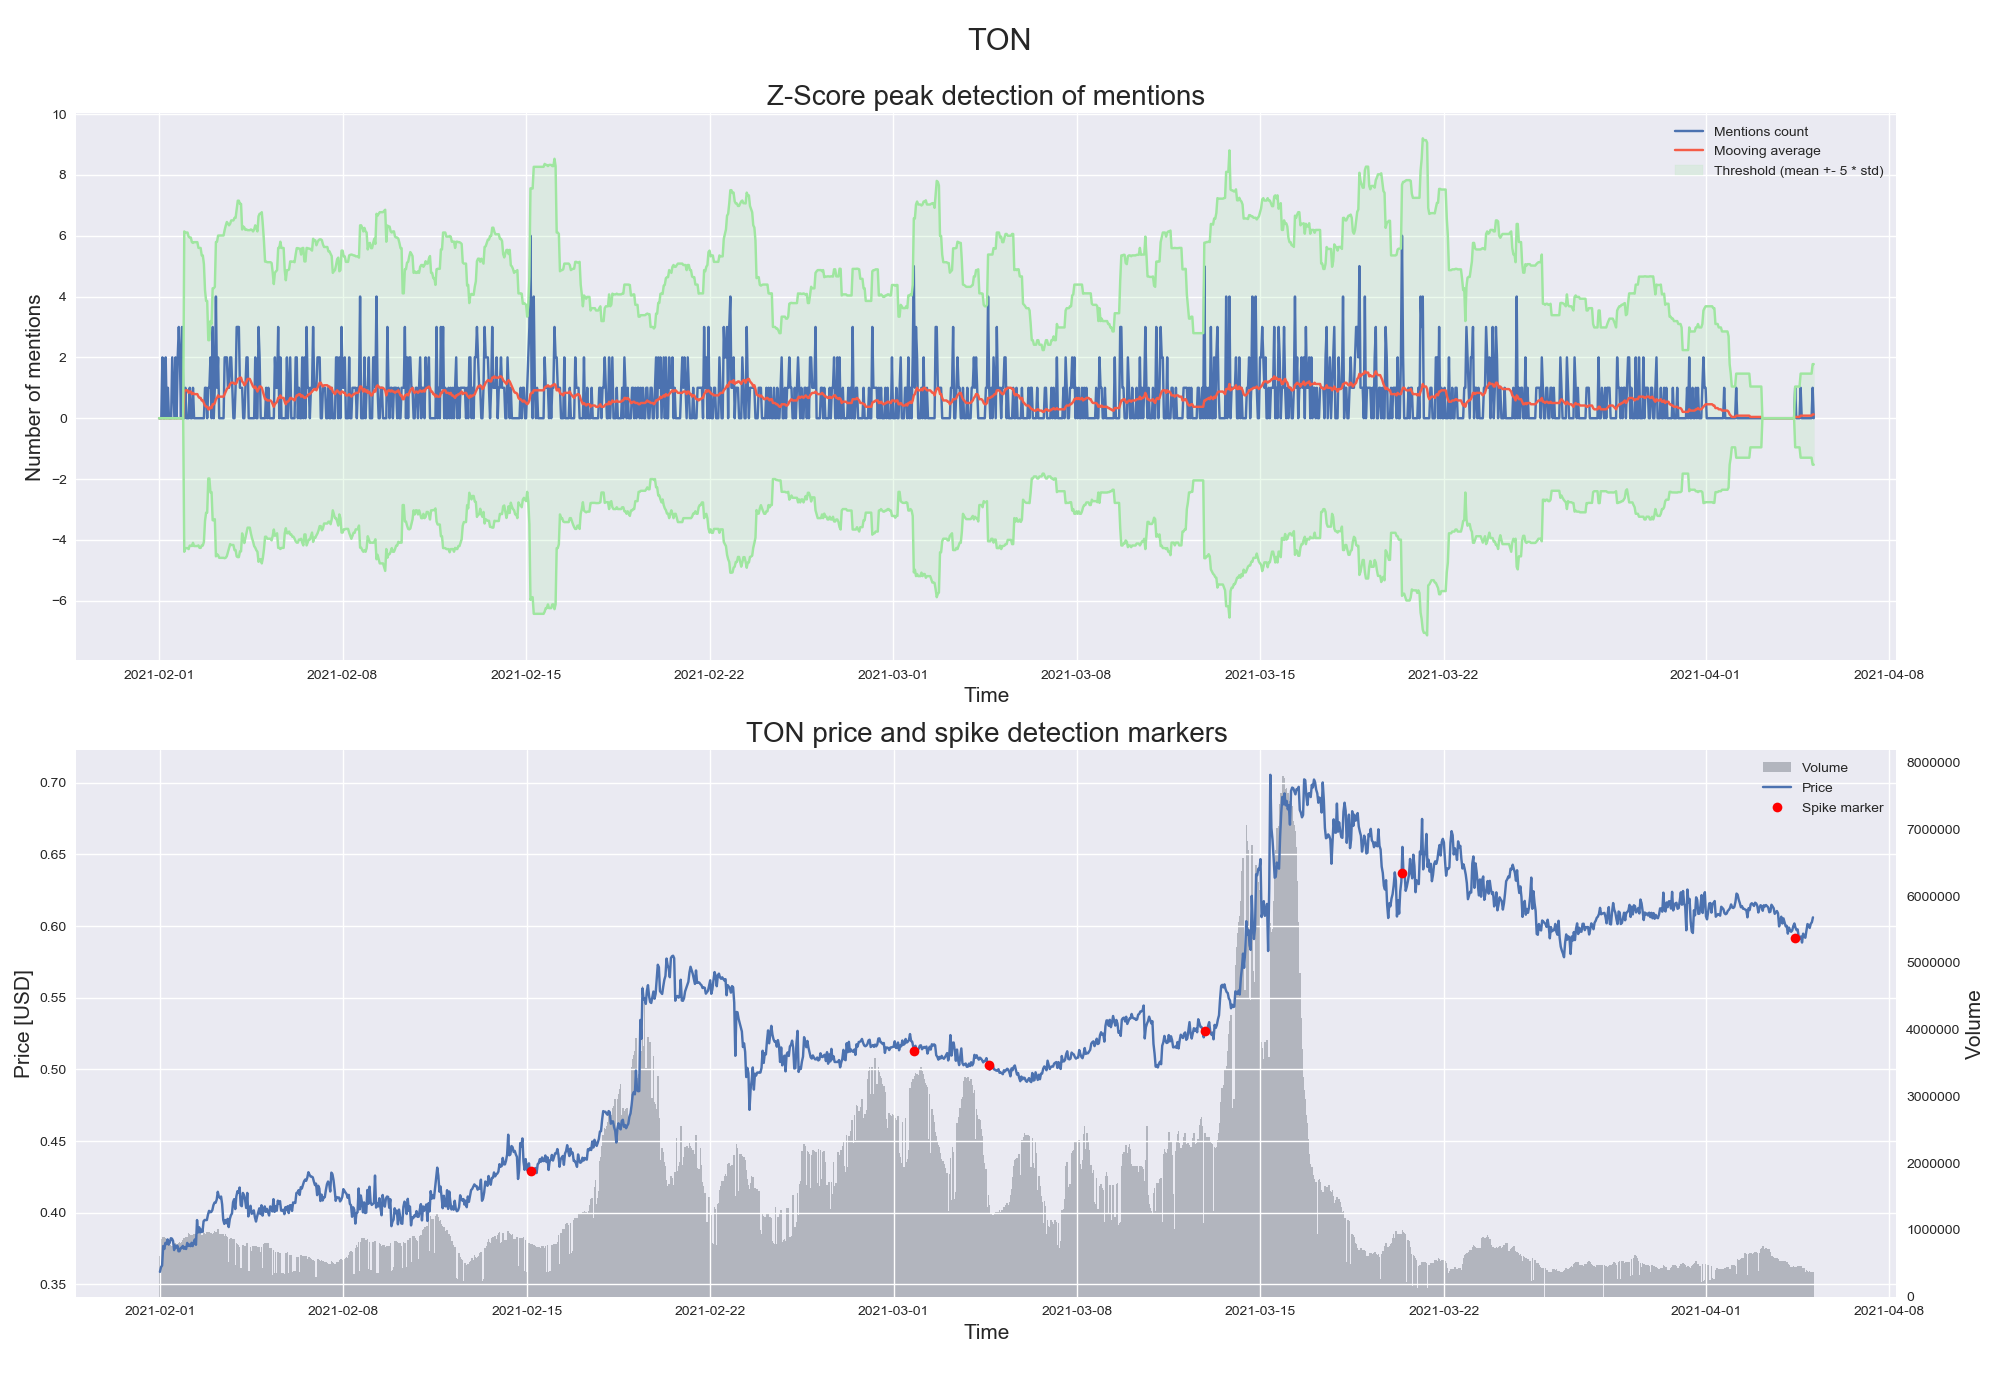 TON
Z-Score peak detection of mentions
10
8
6
4
2
0
−2
−4
−6
Number of mentions
Mentions count
Mooving average
Threshold (mean +- 5 * std)
2021-02-01 2021-02-08 2021-02-15 2021-02-22 2021-03-01 2021-03-08 2021-03-15 2021-03-22 2021-04-01 2021-04-08
Time
TON price and spike detection markers
0.70
0.65
0.60
0.55
0.50
0.45
0.40
0.35
Price [USD]
Volume
Price
Spike marker
8000000
7000000
6000000
5000000
4000000
3000000
2000000
1000000
0
Volume
2021-02-01 2021-02-08 2021-02-15 2021-02-22 2021-03-01 2021-03-08 2021-03-15 2021-03-22 2021-04-01 2021-04-08
Time